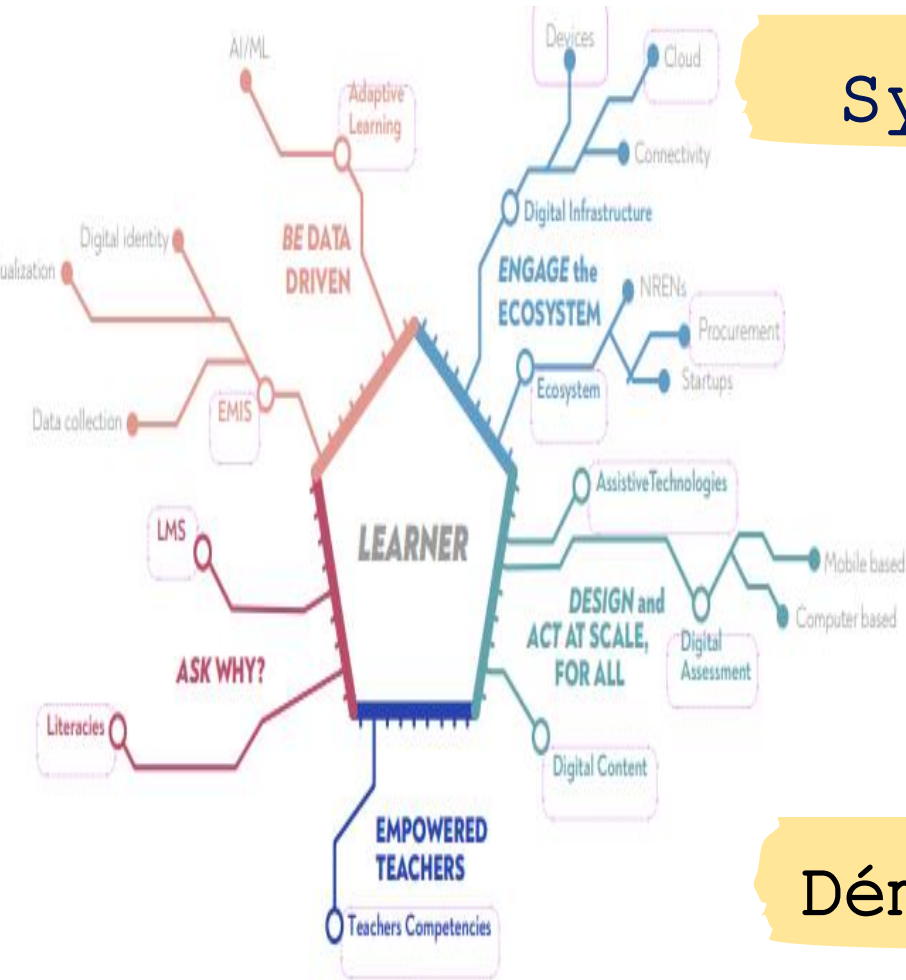 Devices
AI/ML
Cloud
Adaptive
Learning
Connectivity
Digital Infrastructure
Digital identity
BE DATA
DRIVEN
ualization
ENGAGE the
ECOSYSTEM
NRENs
Procurement
Startups
Ecosystem
EMIS
Data collection
AssistiveTechnologies
LMS
LEARNER
Mobile based
DESIGN and
ACT AT SCALE,
FOR ALL
Computer based
Digital
Assessment
ASK WHY?
Literacies
Digital Content
EMPOWERED
TEACHERS
Teachers Competencies
Sy
Dér